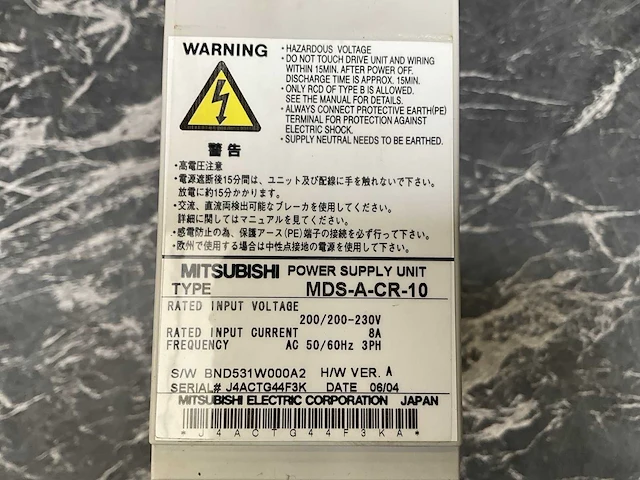 WARNING
・HAZARDOUS VOLTAGE
・DO NOT TOUCH DRIVE UNIT AND WIRING
WITHIN 15MIN. AFTER POWER OFF.
DISCHARGE TIME IS APPROX. 15MIN.
・ONLY RCD OF TYPE B IS ALLOWED.
SEE THE MANUAL FOR DETAILS.
・ALWAYS CONNECT PROTECTIVE EARTH(PE)
TERMINAL FOR PROTECTION AGAINST
ELECTRIC SHOCK.
・SUPPLY NEUTRAL NEEDS TO BE EARTHED.
警告
・高電圧注意
・電源遮断後15分間は、ユニット及び配線に手を触れないで下さい。
放電に約15分かかります。
・交流、直流両検出可能なブレーカを使用してください。
詳細に関してはマニュアルを見てください。
・感電防止の為、保護アース(PE)端子の接続を必ず行って下さい。
・欧州で使用する場合は中性点接地の電源を使用して下さい。
MITSUBISHI POWER SUPPLY UNIT
TYPE MDS-A-CR-10
RATED INPUT VOLTAGE
200/200-230V
RATED INPUT CURRENT 8A
FREQUENCY AC 50/60Hz 3PH
S/W BND531W000A2 H/W VER. A
SERIAL# J4ACTG44F3K DATE 06/04
MITSUBISHI ELECTRIC CORPORATION JAPAN
*J4ACTG44F3KA*